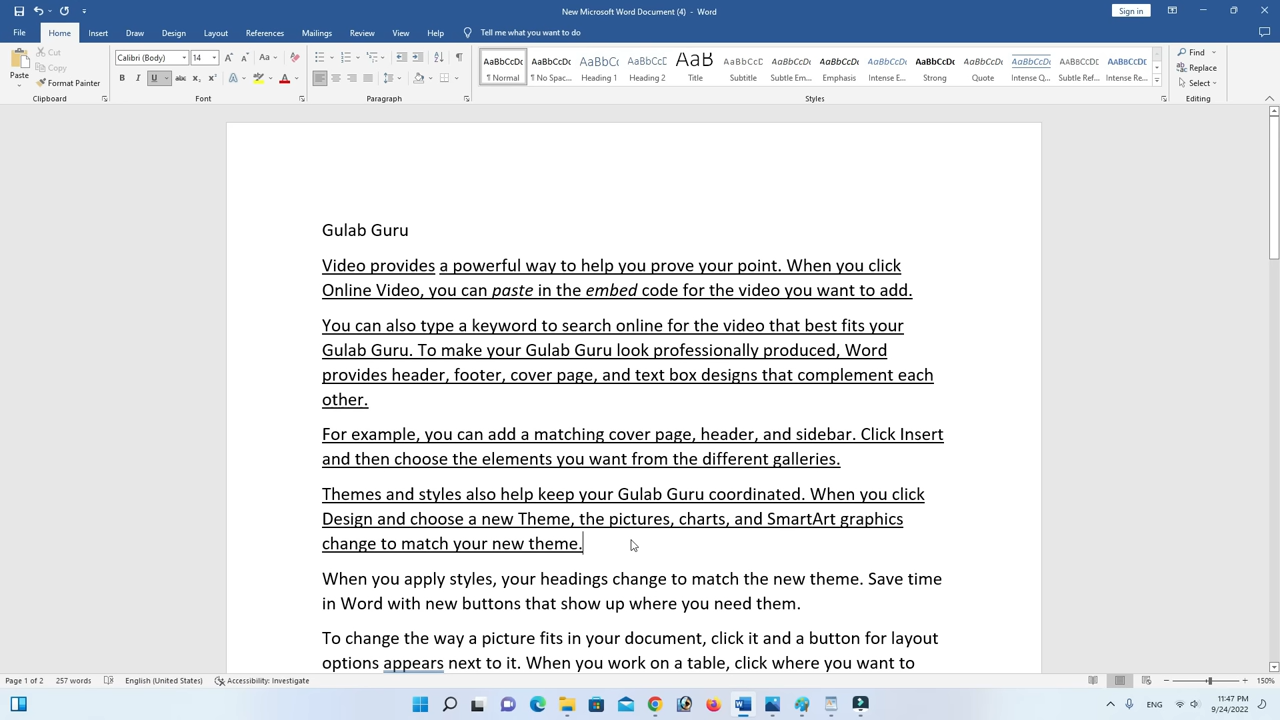 New Microsoft Word Document (4) - Word
Sign in
File Home Insert Draw Design Layout References Mailings Review View Help Tell me what you want to do
Paste
Cut
Copy
Format Painter
Clipboard
Calibri (Body) 14
Font
Paragraph
AaBbCcDc AaBbCcDc AaBbC( AaBbCcD AaB AaBbCcD AaBbCcDt AaBbCcDt AaBbCcDt AaBbCcDc AaBbCcDt AaBbCcDt AaBbCcDt AaBbCcDt
¶ Normal ¶ No Spac... Heading 1 Heading 2 Title Subtitle Subtle Em... Emphasis Intense E... Strong Quote Intense Q... Subtle Ref... Intense Re...
Styles
Find
Replace
Select
Editing
Gulab Guru
Video provides a powerful way to help you prove your point. When you click
Online Video, you can paste in the embed code for the video you want to add.
You can also type a keyword to search online for the video that best fits your
Gulab Guru. To make your Gulab Guru look professionally produced, Word
provides header, footer, cover page, and text box designs that complement each
other.
For example, you can add a matching cover page, header, and sidebar. Click Insert
and then choose the elements you want from the different galleries.
Themes and styles also help keep your Gulab Guru coordinated. When you click
Design and choose a new Theme, the pictures, charts, and SmartArt graphics
change to match your new theme.
When you apply styles, your headings change to match the new theme. Save time
in Word with new buttons that show up where you need them.
To change the way a picture fits in your document, click it and a button for layout
options appears next to it. When you work on a table, click where you want to
Page 1 of 2 257 words English (United States) Accessibility: Investigate 150%
ENG
11:47 PM
9/24/2022